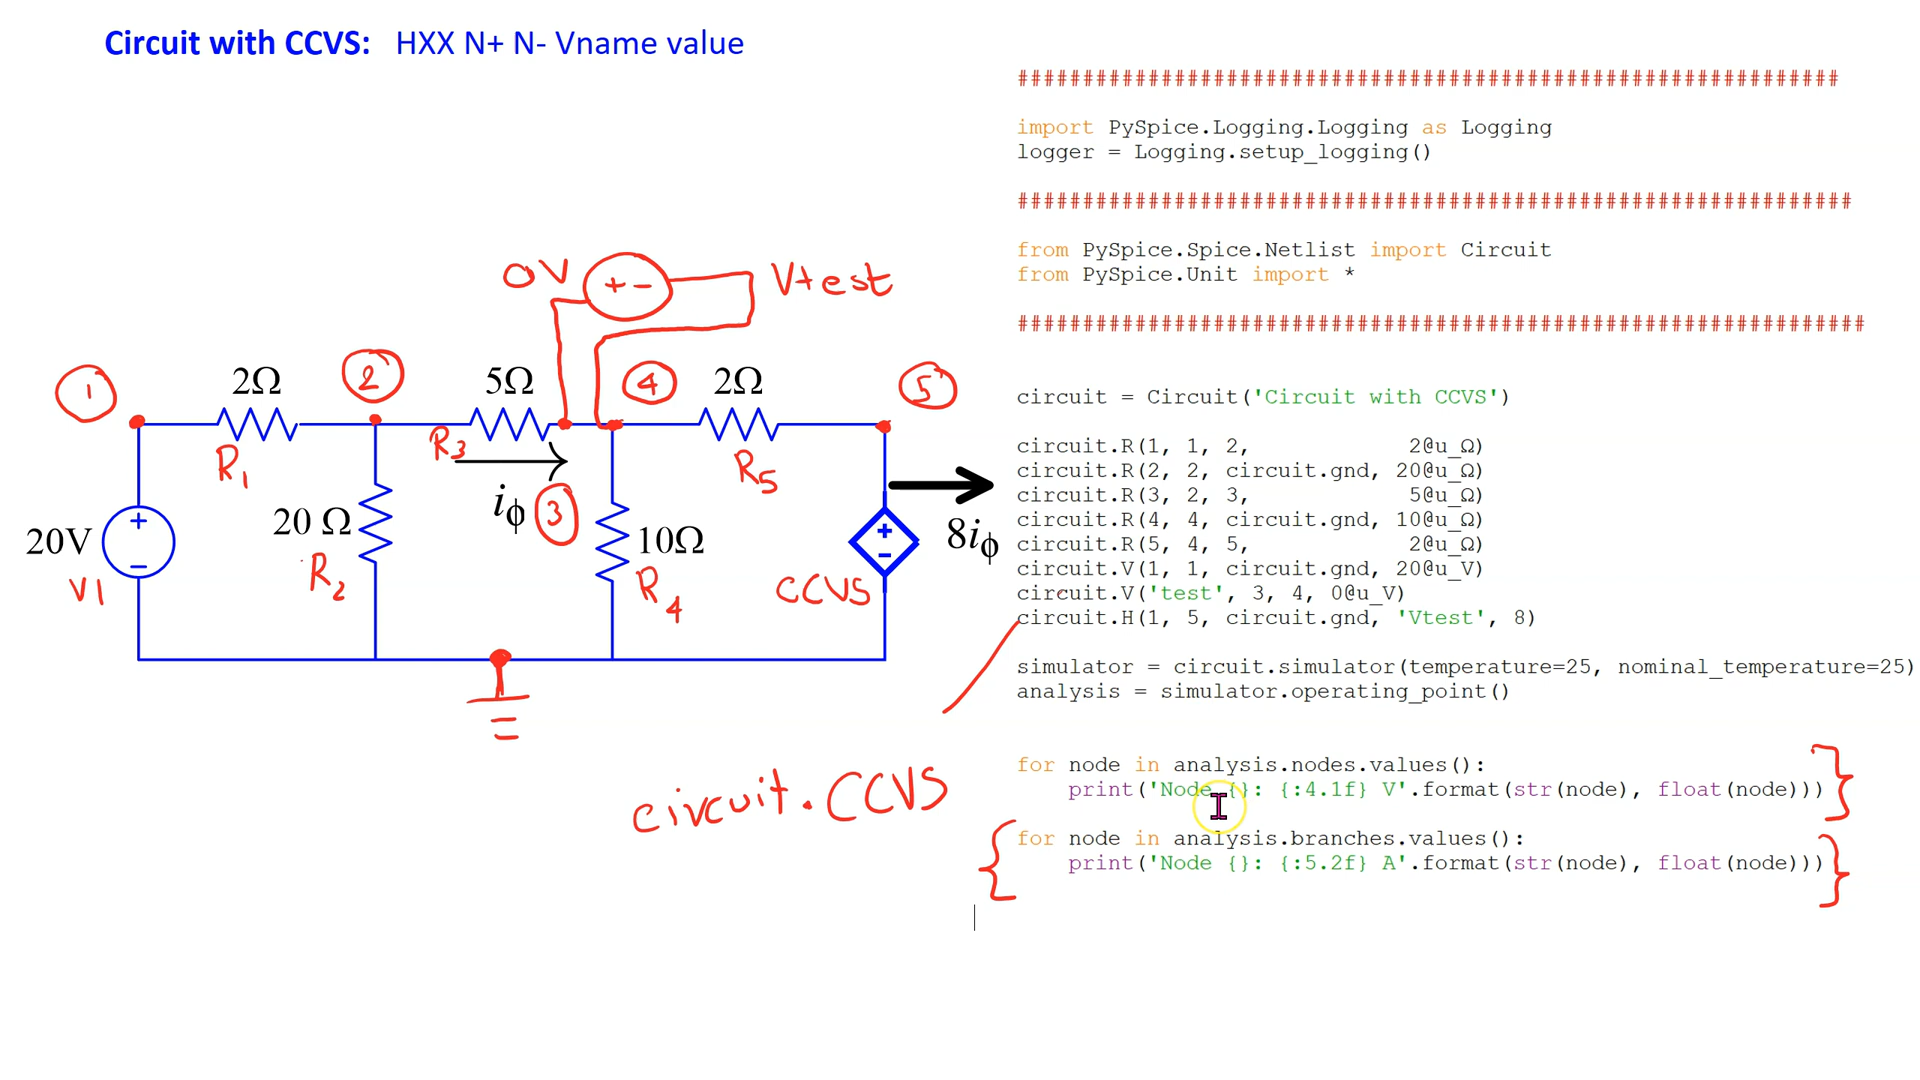 Circuit with CCVS: HXX N+ N- Vname value
0V + - Vtest
1 2Ω 2 5Ω 4 2Ω 5
R1 R3 R5
iϕ 3
20V + - V1
20 Ω R2
10Ω R4
+ - CCVS
8iϕ
circuit.CCVS
################################################################
import PySpice.Logging.Logging as Logging
logger = Logging.setup_logging()
#################################################################
from PySpice.Spice.Netlist import Circuit
from PySpice.Unit import *
##################################################################
circuit = Circuit('Circuit with CCVS')
circuit.R(1, 1, 2, 2@u_Ω)
circuit.R(2, 2, circuit.gnd, 20@u_Ω)
circuit.R(3, 2, 3, 5@u_Ω)
circuit.R(4, 4, circuit.gnd, 10@u_Ω)
circuit.R(5, 4, 5, 2@u_Ω)
circuit.V(1, 1, circuit.gnd, 20@u_V)
circuit.V('test', 3, 4, 0@u_V)
circuit.H(1, 5, circuit.gnd, 'Vtest', 8)
simulator = circuit.simulator(temperature=25, nominal_temperature=25)
analysis = simulator.operating_point()
for node in analysis.nodes.values():
print('Node {}: {:4.1f} V'.format(str(node), float(node)))
for node in analysis.branches.values():
print('Node {}: {:5.2f} A'.format(str(node), float(node)))